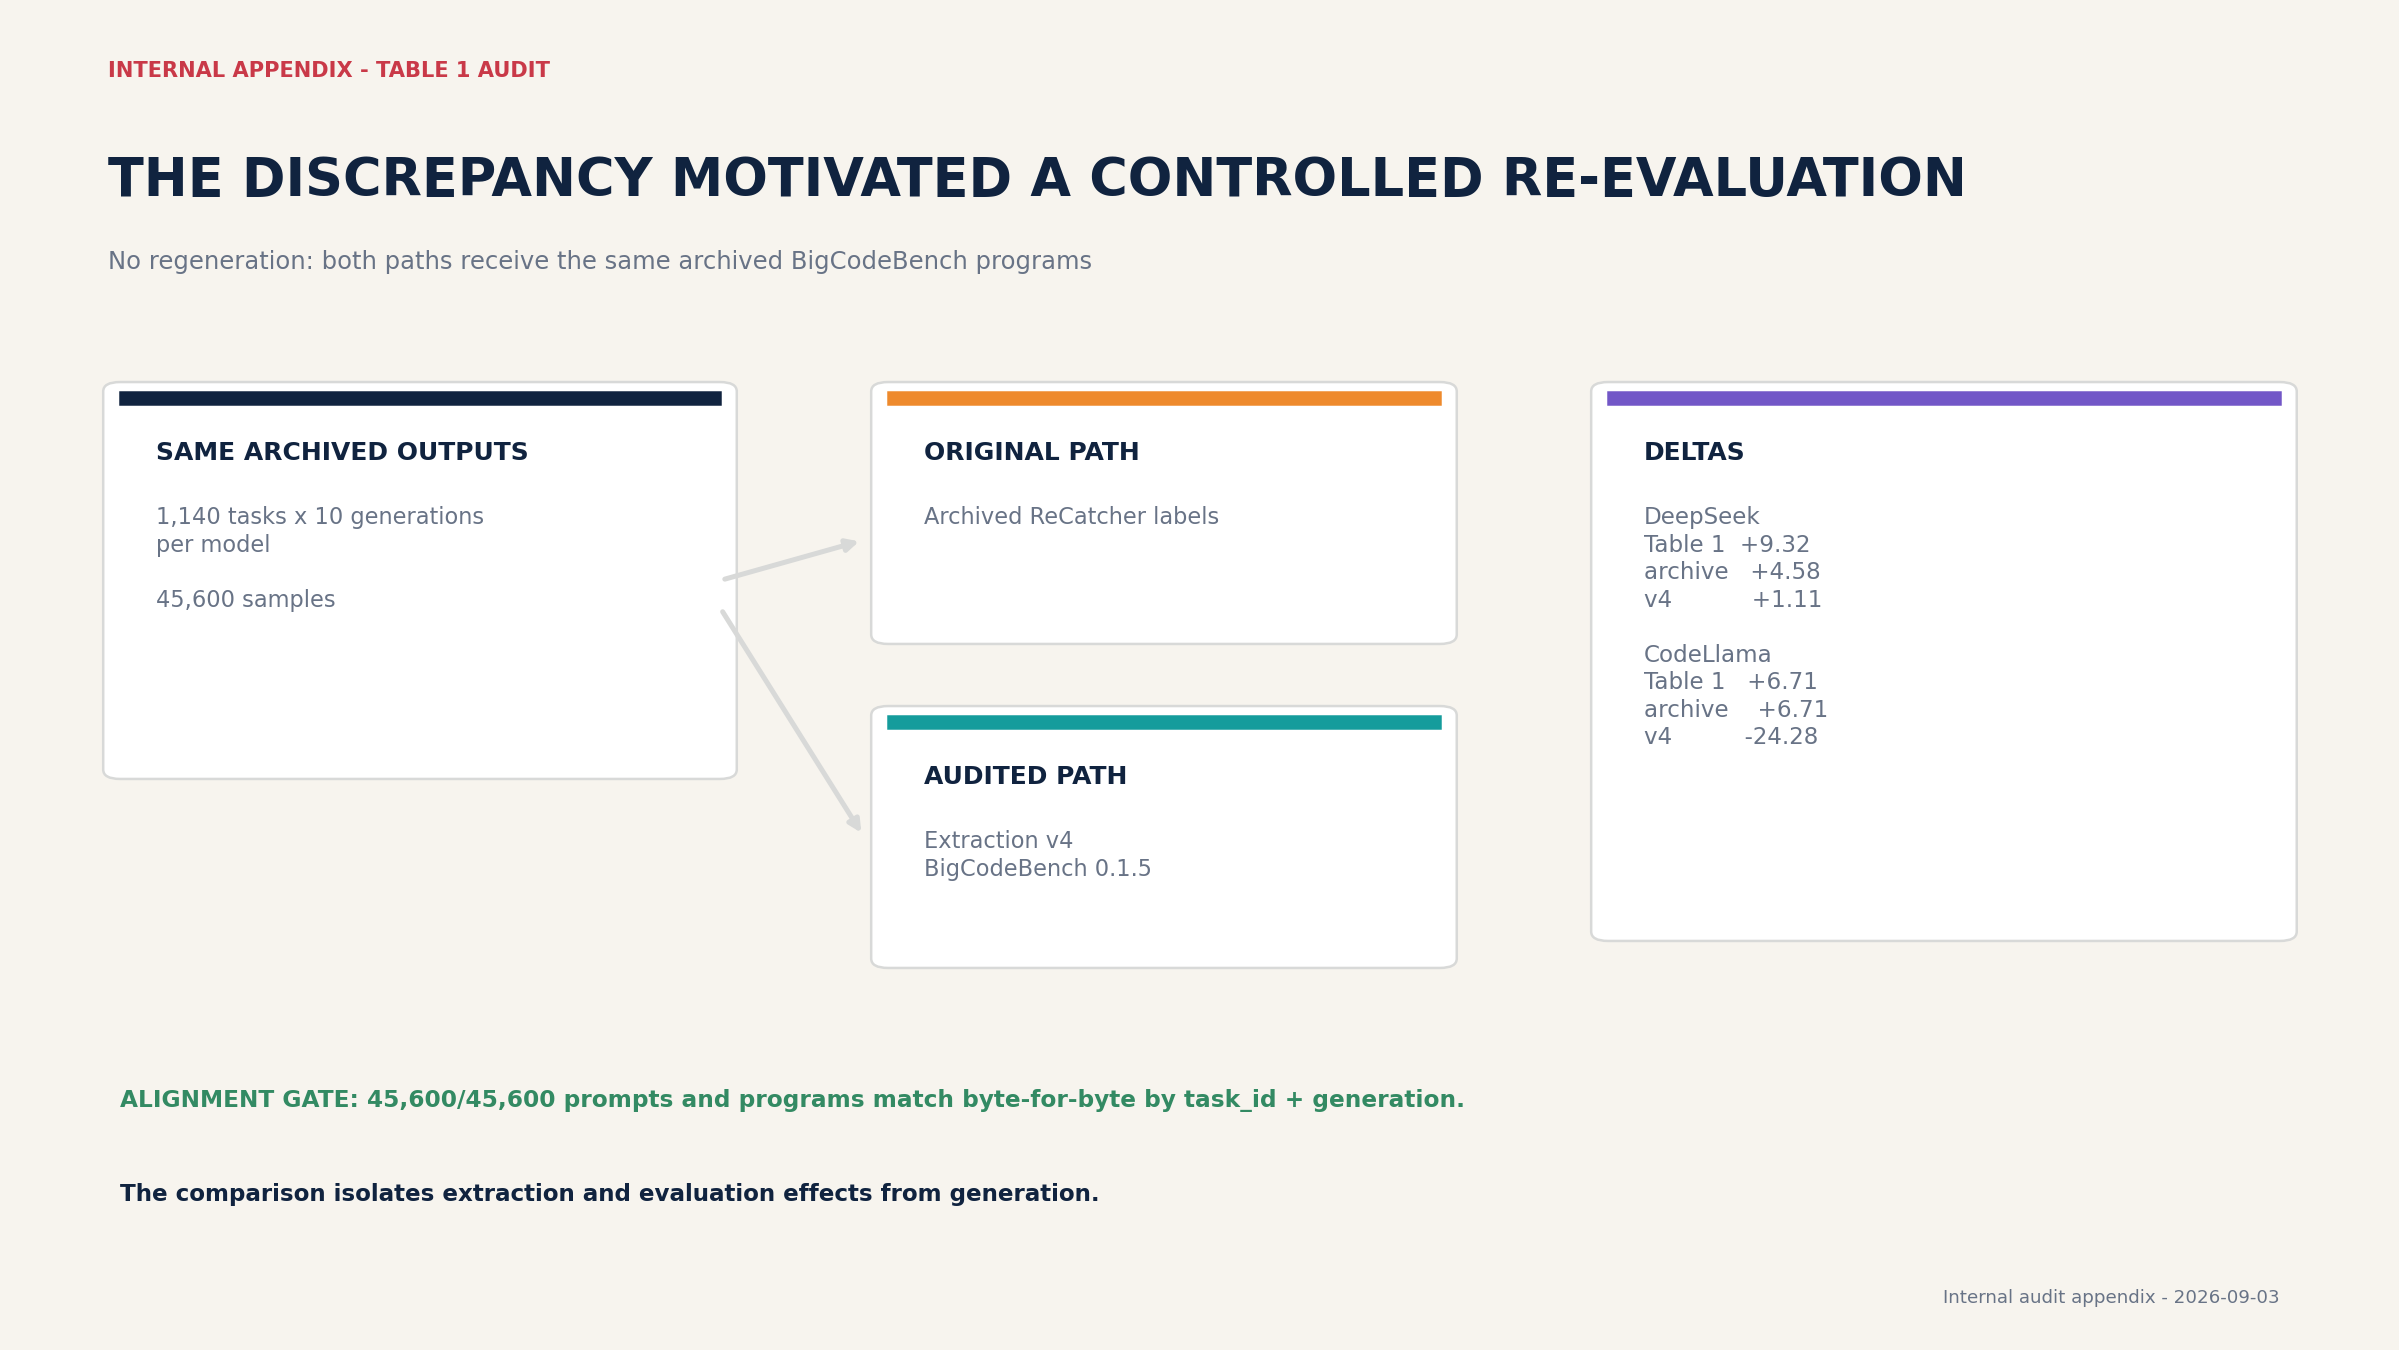 INTERNAL APPENDIX - TABLE 1 AUDIT
THE DISCREPANCY MOTIVATED A CONTROLLED RE-EVALUATION
No regeneration: both paths receive the same archived BigCodeBench programs
SAME ARCHIVED OUTPUTS
1,140 tasks x 10 generations
per model
45,600 samples
ORIGINAL PATH
Archived ReCatcher labels
AUDITED PATH
Extraction v4
BigCodeBench 0.1.5
DELTAS
DeepSeek
Table 1 +9.32
archive +4.58
v4 +1.11
CodeLlama
Table 1 +6.71
archive +6.71
v4 -24.28
ALIGNMENT GATE: 45,600/45,600 prompts and programs match byte-for-byte by task_id + generation.
The comparison isolates extraction and evaluation effects from generation.
Internal audit appendix - 2026-09-03